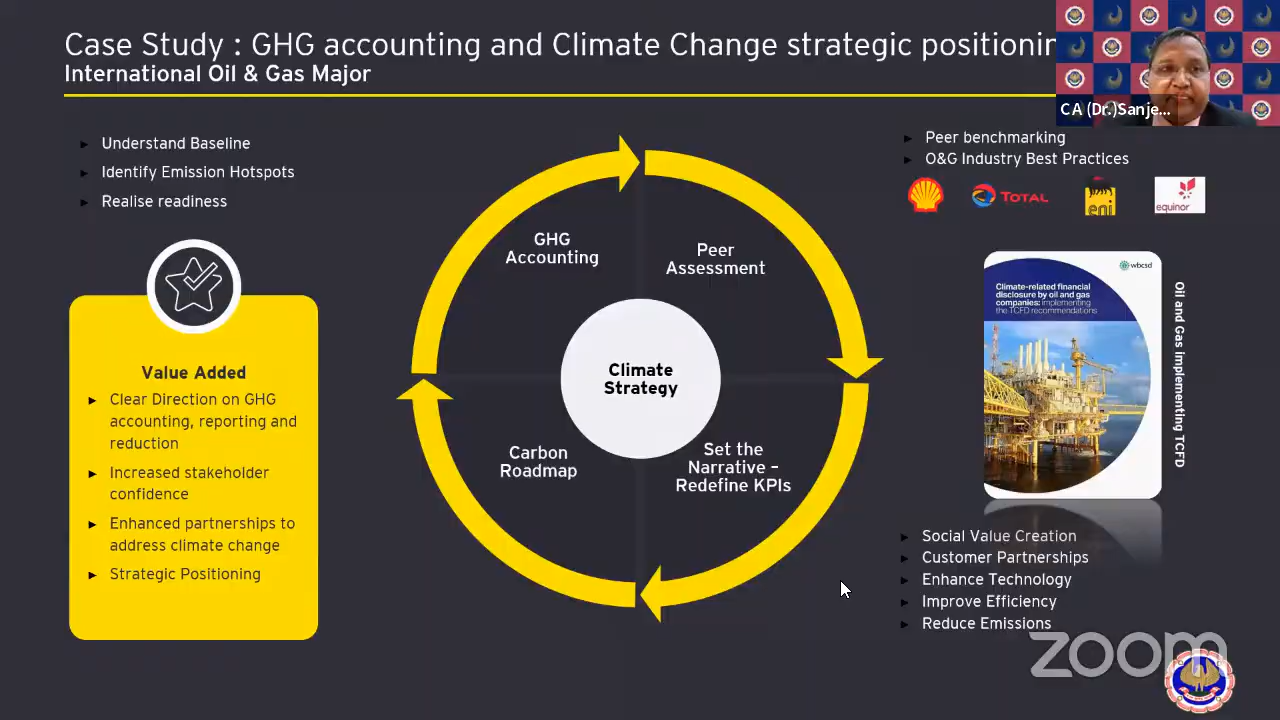 Case Study : GHG accounting and Climate Change strategic positionin
International Oil & Gas Major
CA (Dr.)Sanje...
Understand Baseline
Identify Emission Hotspots
Realise readiness
Peer benchmarking
O&G Industry Best Practices
TOTAL
eni
equinor
GHG
Accounting
Peer
Assessment
Climate
Strategy
Carbon
Roadmap
Set the
Narrative –
Redefine KPIs
Value Added
Clear Direction on GHG
accounting, reporting and
reduction
Increased stakeholder
confidence
Enhanced partnerships to
address climate change
Strategic Positioning
wbcsd
Climate-related financial
disclosure by oil and gas
companies: implementing
the TCFD recommendations
Oil and Gas implementing TCFD
Social Value Creation
Customer Partnerships
Enhance Technology
Improve Efficiency
Reduce Emissions
zoom